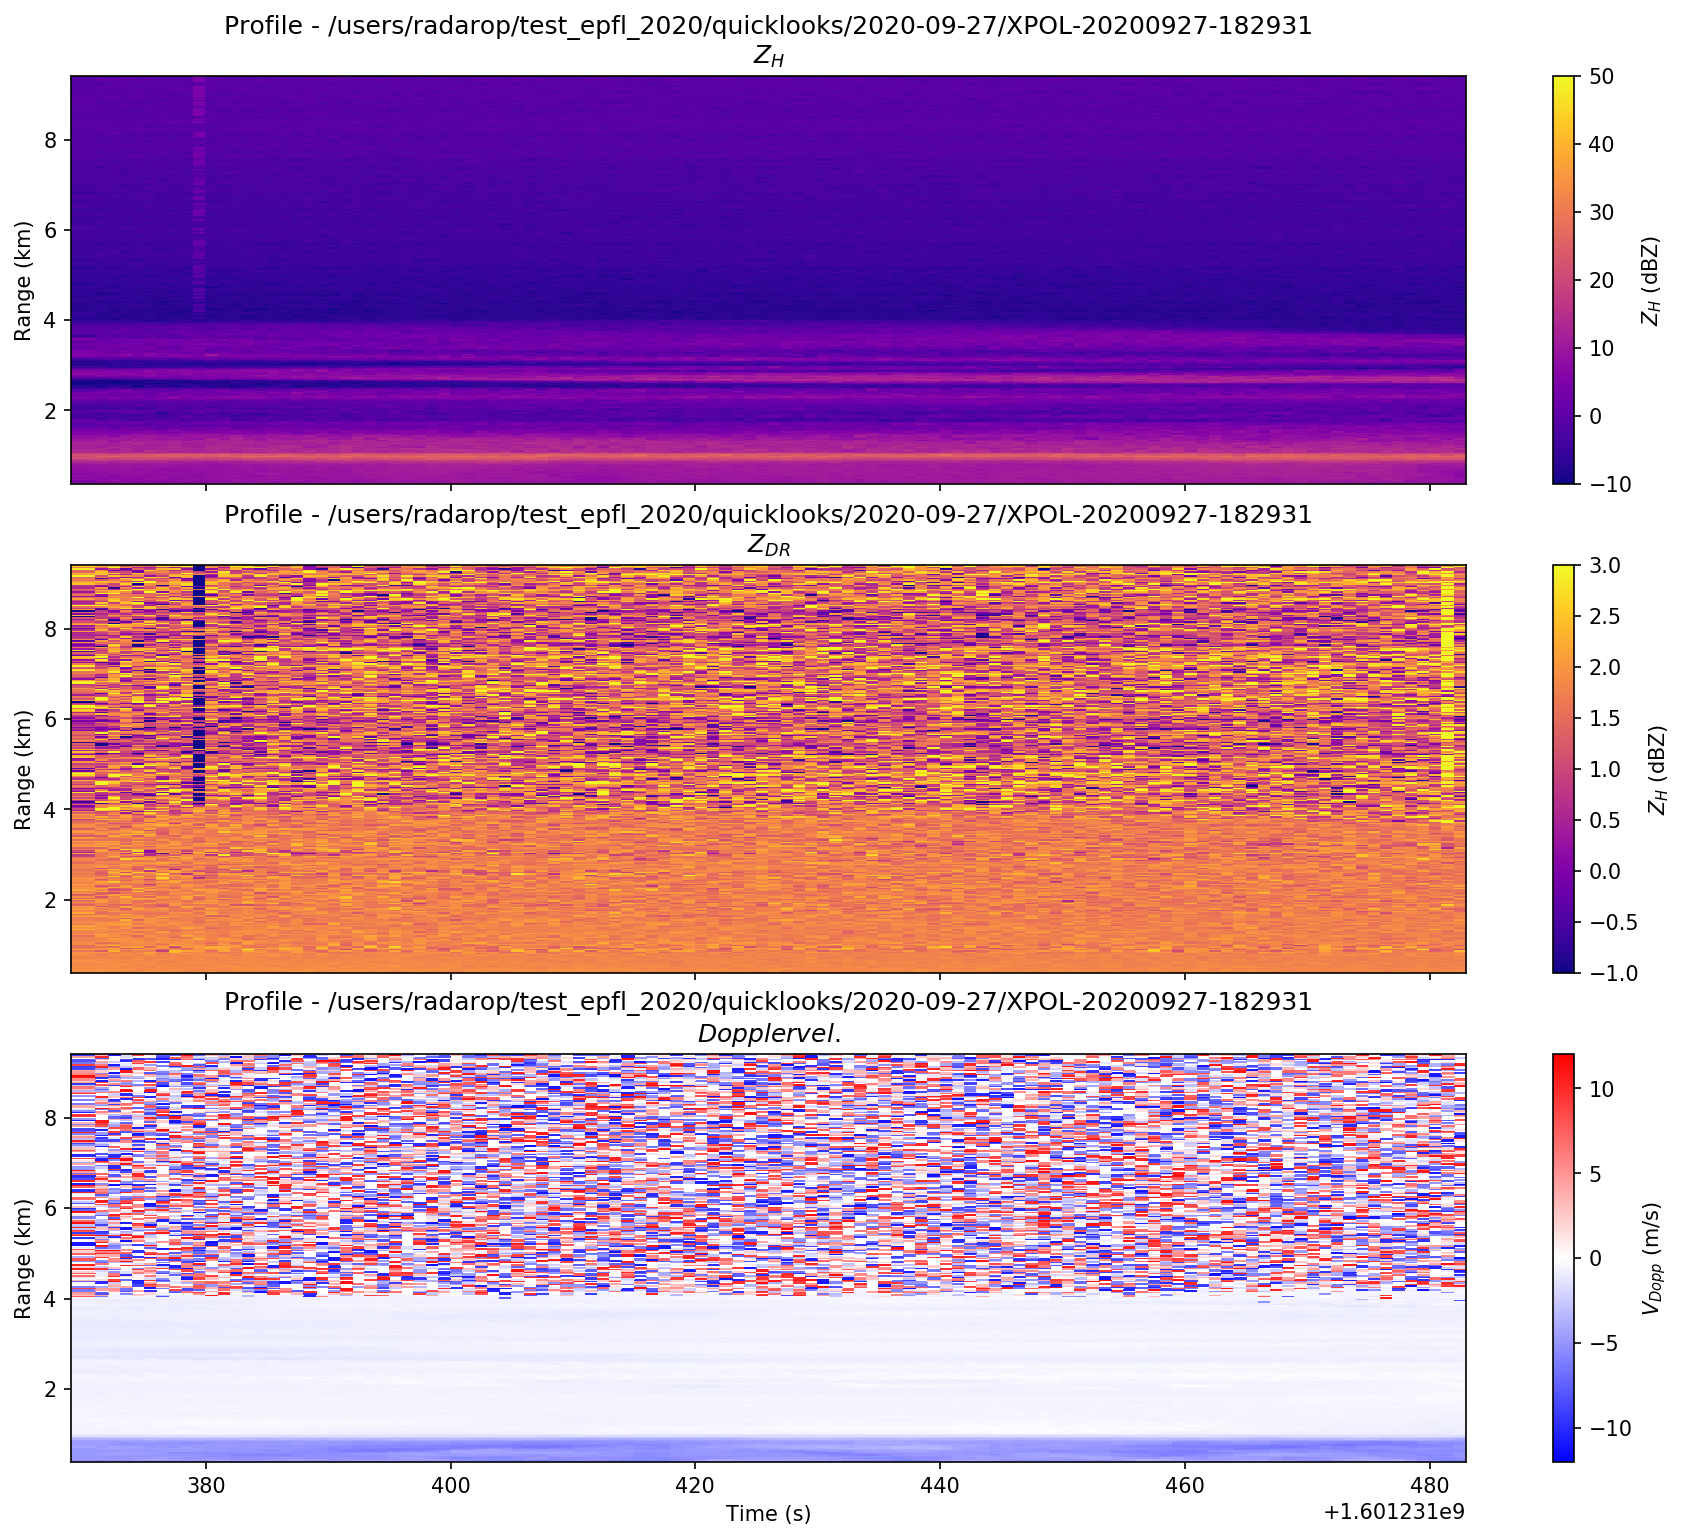 Profile - /users/radarop/test_epfl_2020/quicklooks/2020-09-27/XPOL-20200927-182931
Z_H
Range (km)
8
6
4
2
50
40
30
20
10
0
−10
Z_H (dBZ)
Profile - /users/radarop/test_epfl_2020/quicklooks/2020-09-27/XPOL-20200927-182931
Z_DR
Range (km)
8
6
4
2
3.0
2.5
2.0
1.5
1.0
0.5
0.0
−0.5
−1.0
Z_H (dBZ)
Profile - /users/radarop/test_epfl_2020/quicklooks/2020-09-27/XPOL-20200927-182931
Dopplervel.
Range (km)
8
6
4
2
10
5
0
−5
−10
V_Dopp (m/s)
380 400 420 440 460 480
Time (s)
+1.601231e9